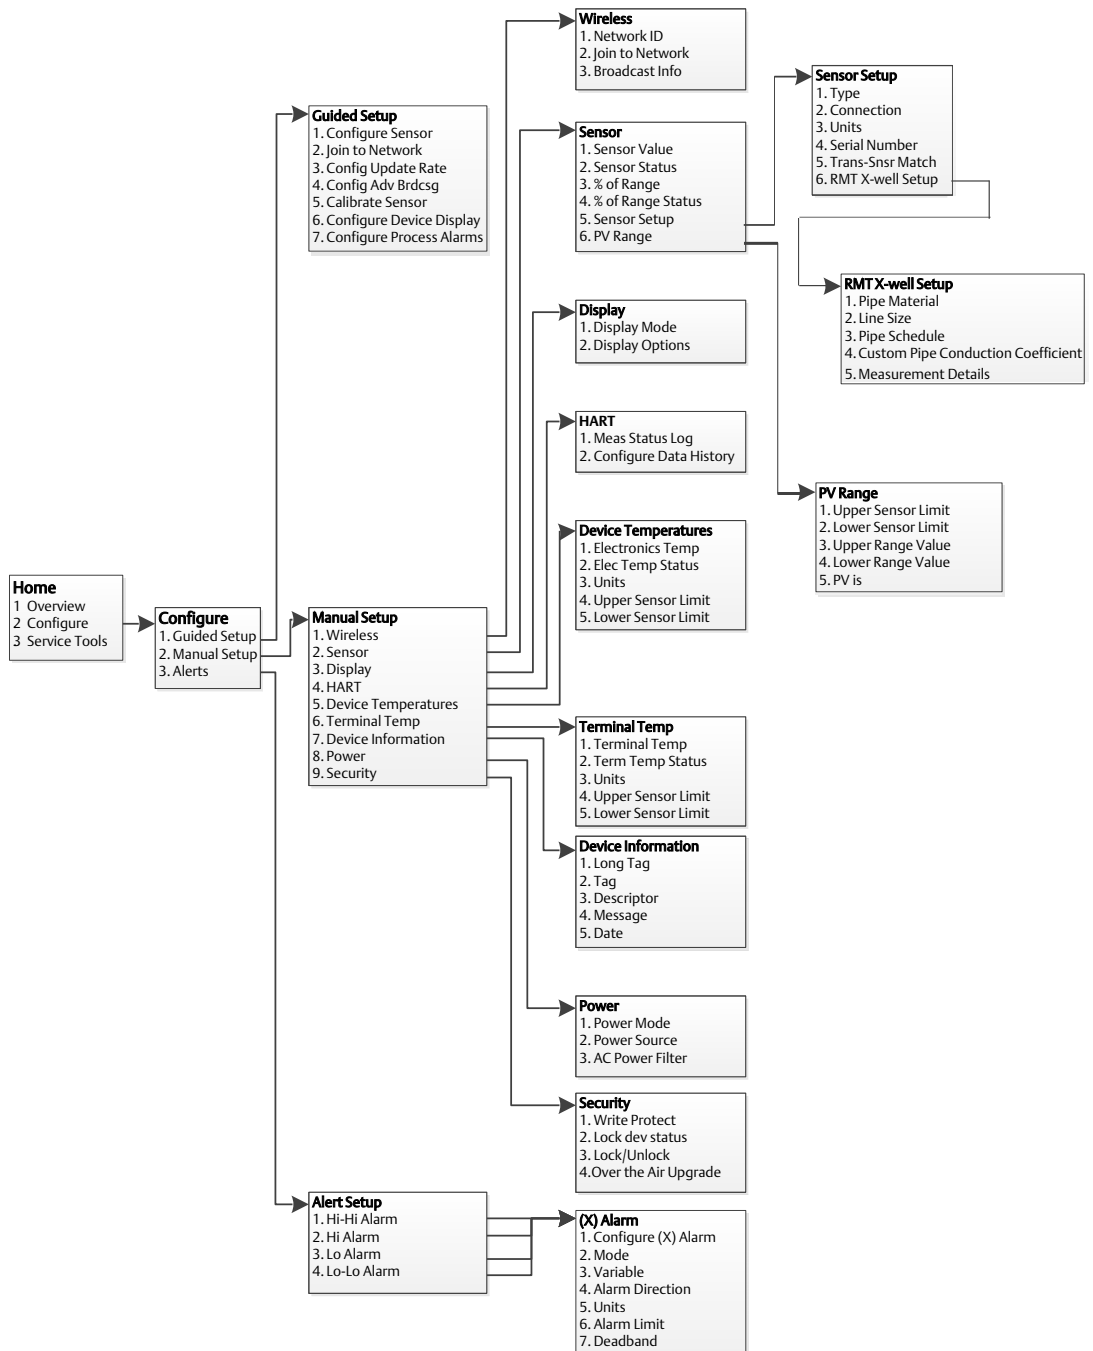 Wireless
1. Network ID
2. Join to Network
3. Broadcast Info
Sensor Setup
1. Type
2. Connection
3. Units
4. Serial Number
5. Trans-Snsr Match
6. RMT X-well Setup
Guided Setup
1. Configure Sensor
2. Join to Network
3. Config Update Rate
4. Config Adv Brdcsg
5. Calibrate Sensor
6. Configure Device Display
7. Configure Process Alarms
Sensor
1. Sensor Value
2. Sensor Status
3. % of Range
4. % of Range Status
5. Sensor Setup
6. PV Range
RMT X-well Setup
1. Pipe Material
2. Line Size
3. Pipe Schedule
4. Custom Pipe Conduction Coefficient
5. Measurement Details
Display
1. Display Mode
2. Display Options
HART
1. Meas Status Log
2. Configure Data History
PV Range
1. Upper Sensor Limit
2. Lower Sensor Limit
3. Upper Range Value
4. Lower Range Value
5. PV is
Device Temperatures
1. Electronics Temp
2. Elec Temp Status
3. Units
4. Upper Sensor Limit
5. Lower Sensor Limit
Home
1 Overview
2 Configure
3 Service Tools
Configure
1. Guided Setup
2. Manual Setup
3. Alerts
Manual Setup
1. Wireless
2. Sensor
3. Display
4. HART
5. Device Temperatures
6. Terminal Temp
7. Device Information
8. Power
9. Security
Terminal Temp
1. Terminal Temp
2. Term Temp Status
3. Units
4. Upper Sensor Limit
5. Lower Sensor Limit
Device Information
1. Long Tag
2. Tag
3. Descriptor
4. Message
5. Date
Power
1. Power Mode
2. Power Source
3. AC Power Filter
Security
1. Write Protect
2. Lock dev status
3. Lock/Unlock
4.Over the Air Upgrade
Alert Setup
1. Hi-Hi Alarm
2. Hi Alarm
3. Lo Alarm
4. Lo-Lo Alarm
(X) Alarm
1. Configure (X) Alarm
2. Mode
3. Variable
4. Alarm Direction
5. Units
6. Alarm Limit
7. Deadband